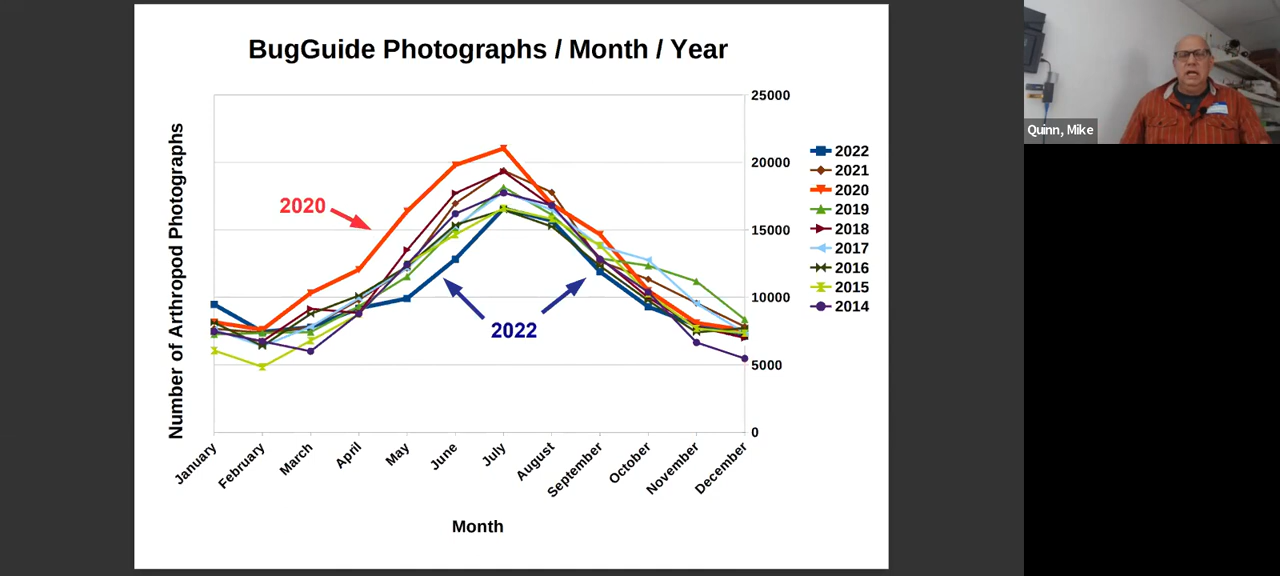 BugGuide Photographs / Month / Year
Number of Arthropod Photographs
25000
20000
15000
10000
5000
0
2020
2022
January
February
March
April
May
June
July
August
September
October
November
December
Month
2022
2021
2020
2019
2018
2017
2016
2015
2014
Quinn, Mike